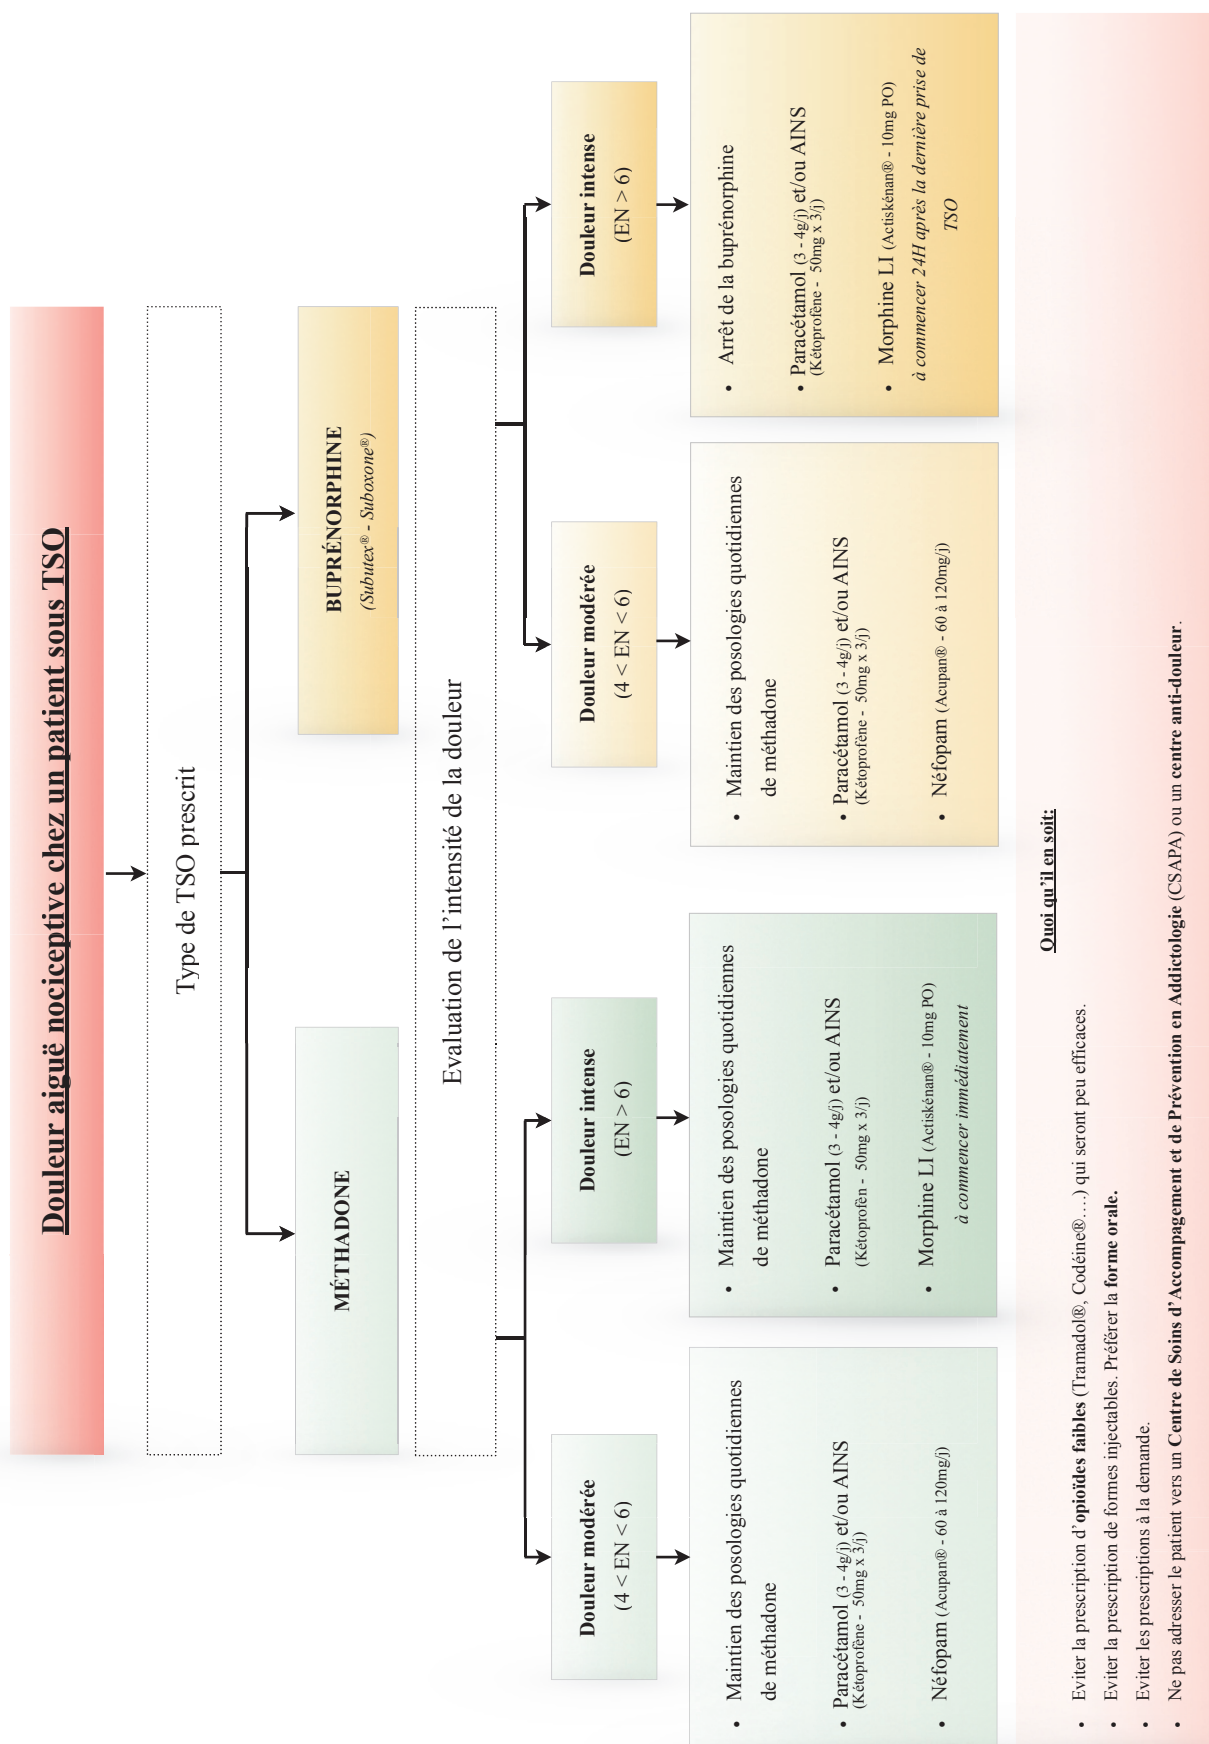 Douleur aiguë nociceptive chez un patient sous TSO
Type de TSO prescrit
MÉTHADONE
BUPRÉNORPHINE
(Subutex® - Suboxone®)
Evaluation de l'intensité de la douleur
Douleur modérée
(4 < EN < 6)
Douleur intense
(EN > 6)
Douleur modérée
(4 < EN < 6)
Douleur intense
(EN > 6)
• Maintien des posologies quotidiennes
de méthadone
• Paracétamol (3 - 4g/j) et/ou AINS
(Kétoprofène - 50mg x 3/j)
• Néfopam (Acupan® - 60 à 120mg/j)
• Maintien des posologies quotidiennes
de méthadone
• Paracétamol (3 - 4g/j) et/ou AINS
(Kétoprofèn - 50mg x 3/j)
• Morphine LI (Actiskénan® - 10mg PO)
à commencer immédiatement
• Maintien des posologies quotidiennes
de méthadone
• Paracétamol (3 - 4g/j) et/ou AINS
(Kétoprofène - 50mg x 3/j)
• Néfopam (Acupan® - 60 à 120mg/j)
• Arrêt de la buprénorphine
• Paracétamol (3 - 4g/j) et/ou AINS
(Kétoprofène - 50mg x 3/j)
• Morphine LI (Actiskénan® - 10mg PO)
à commencer 24H après la dernière prise de
TSO
Quoi qu'il en soit:
• Eviter la prescription d'opioïdes faibles (Tramadol®, Codéine®…) qui seront peu efficaces.
• Eviter la prescription de formes injectables. Préférer la forme orale.
• Eviter les prescriptions à la demande.
• Ne pas adresser le patient vers un Centre de Soins d'Accompagement et de Prévention en Addictologie (CSAPA) ou un centre anti-douleur.